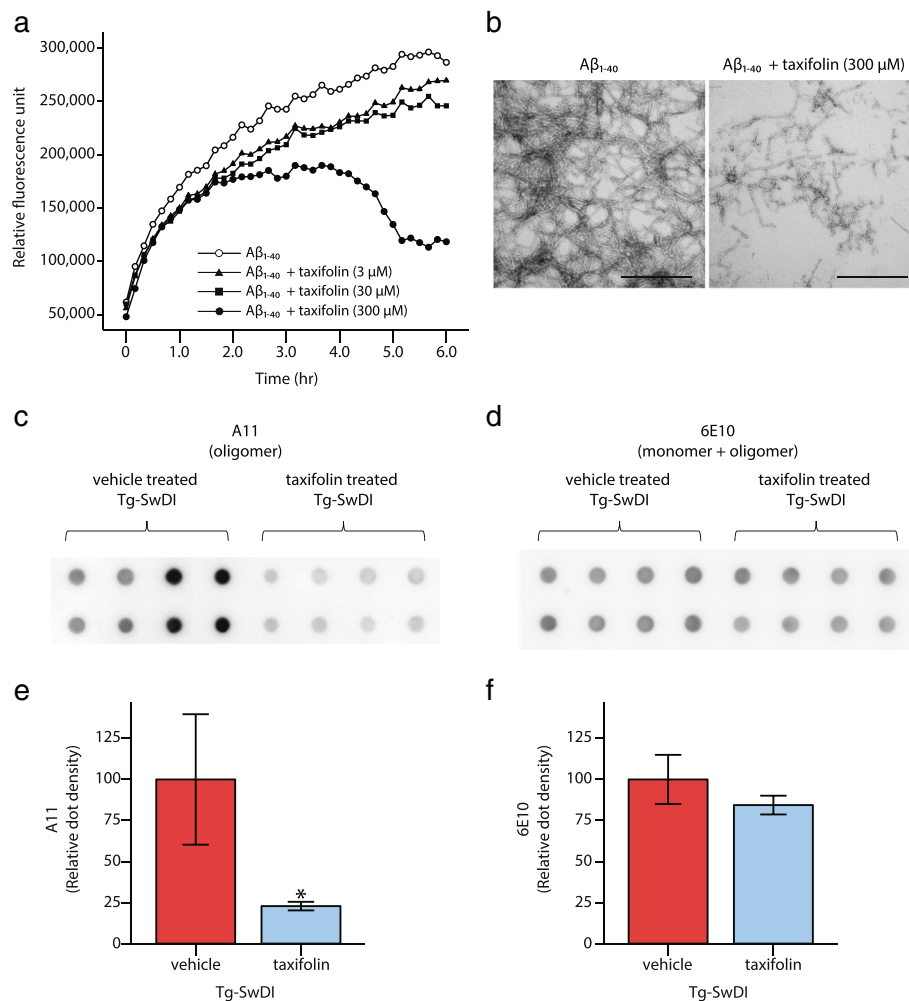 a
Relative fluorescence unit
300,000
250,000
200,000
150,000
100,000
50,000
0
1.0
2.0
3.0
4.0
5.0
6.0
Time (hr)
Aβ₁₋₄₀
Aβ₁₋₄₀ + taxifolin (3 μM)
Aβ₁₋₄₀ + taxifolin (30 μM)
Aβ₁₋₄₀ + taxifolin (300 μM)
b
Aβ₁₋₄₀
Aβ₁₋₄₀ + taxifolin (300 μM)
c
A11
(oligomer)
vehicle treated
Tg-SwDI
taxifolin treated
Tg-SwDI
d
6E10
(monomer + oligomer)
vehicle treated
Tg-SwDI
taxifolin treated
Tg-SwDI
e
A11
(Relative dot density)
125
100
75
50
25
0
*
vehicle
taxifolin
Tg-SwDI
f
6E10
(Relative dot density)
125
100
75
50
25
0
vehicle
taxifolin
Tg-SwDI